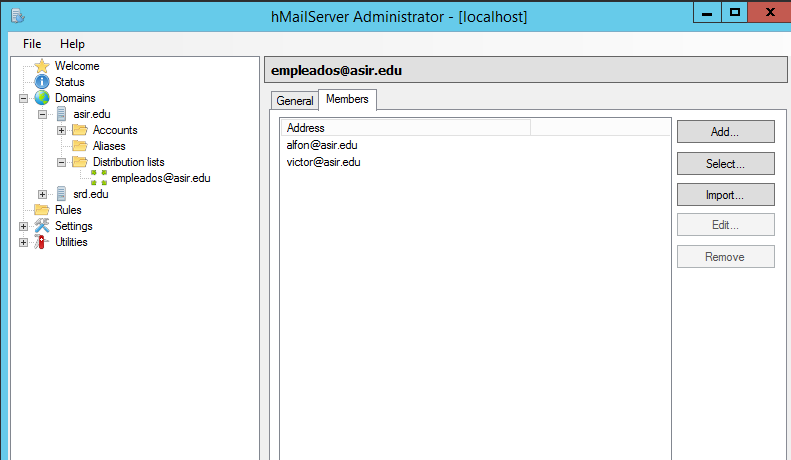 hMailServer Administrator - [localhost]
File Help
Welcome
Status
Domains
asir.edu
Accounts
Aliases
Distribution lists
empleados@asir.edu
srd.edu
Rules
Settings
Utilities
empleados@asir.edu
General Members
Address
alfon@asir.edu
victor@asir.edu
Add...
Select...
Import...
Edit...
Remove